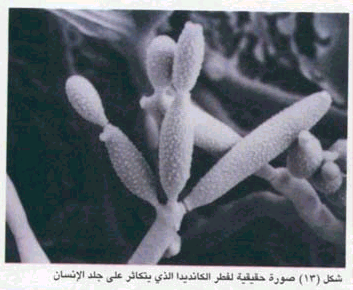 شكل (١٣) صورة حقيقية لفطر الكانديدا الذي يتكاثر على جلد الإنسان